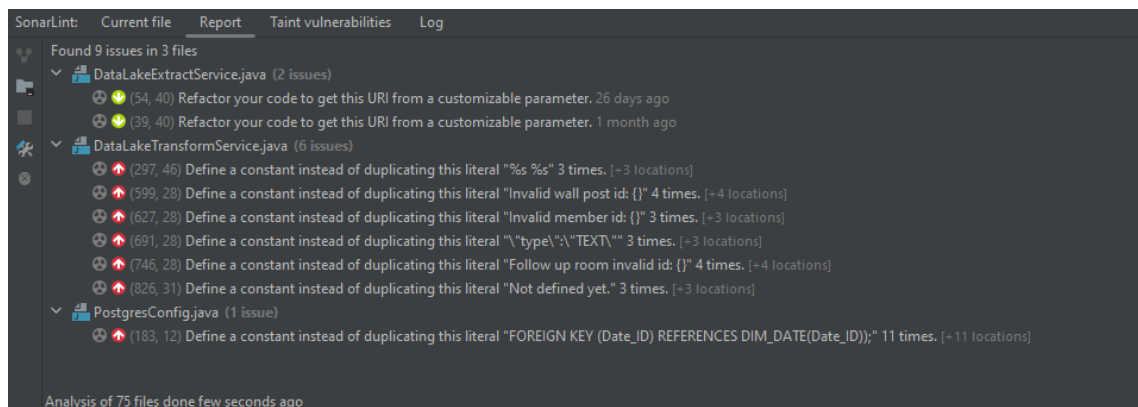 SonarLint: Current file Report Taint vulnerabilities Log
Found 9 issues in 3 files
DataLakeExtractService.java (2 issues)
(54, 40) Refactor your code to get this URI from a customizable parameter. 26 days ago
(39, 40) Refactor your code to get this URI from a customizable parameter. 1 month ago
DataLakeTransformService.java (6 issues)
(297, 46) Define a constant instead of duplicating this literal "%s %s" 3 times. [+3 locations]
(599, 28) Define a constant instead of duplicating this literal "Invalid wall post id: {}" 4 times. [+4 locations]
(627, 28) Define a constant instead of duplicating this literal "Invalid member id: {}" 3 times. [+3 locations]
(691, 28) Define a constant instead of duplicating this literal "\"type\":\"TEXT\"" 3 times. [+3 locations]
(746, 28) Define a constant instead of duplicating this literal "Follow up room invalid id: {}" 4 times. [+4 locations]
(826, 31) Define a constant instead of duplicating this literal "Not defined yet." 3 times. [+3 locations]
PostgresConfig.java (1 issue)
(183, 12) Define a constant instead of duplicating this literal "FOREIGN KEY (Date_ID) REFERENCES DIM_DATE(Date_ID));" 11 times. [+11 locations]
Analysis of 75 files done few seconds ago